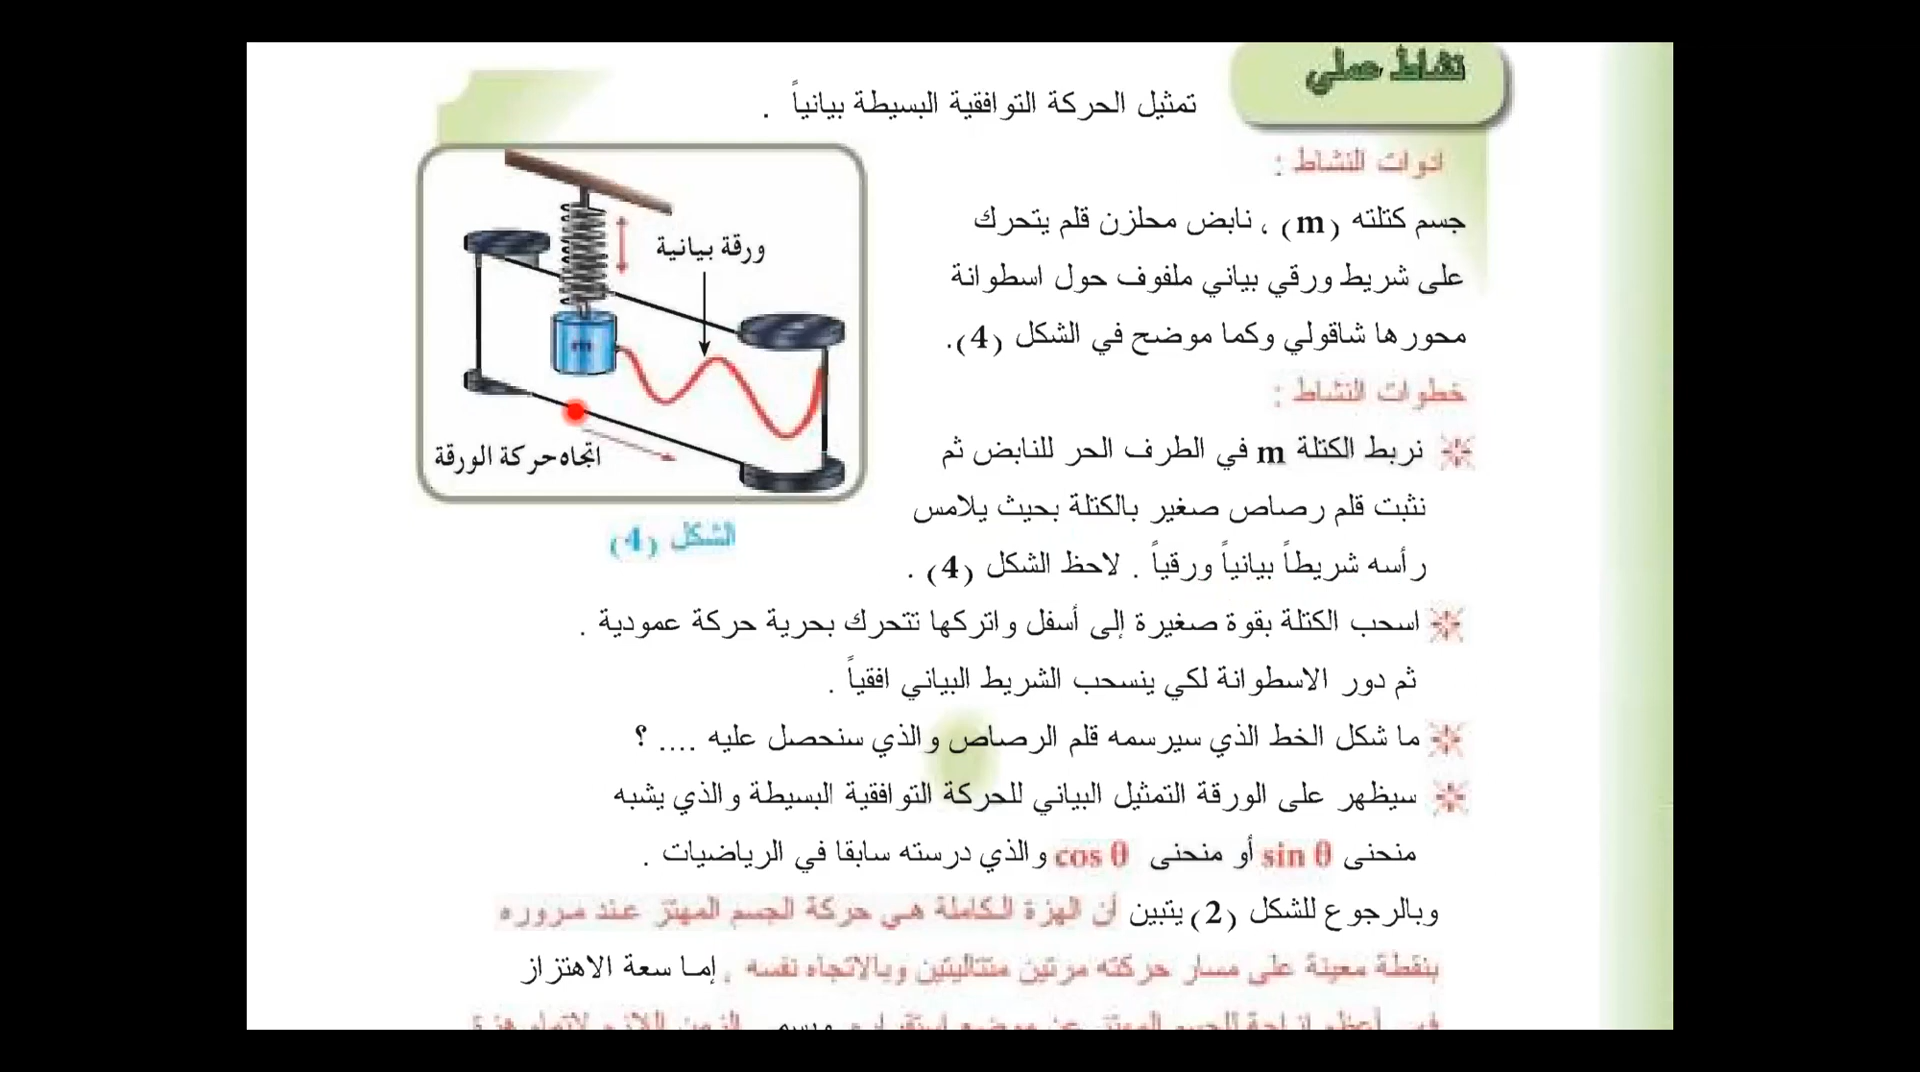 نشاط عملي
تمثيل الحركة التوافقية البسيطة بيانياً .
ادوات النشاط :
جسم كتلته (m) ، نابض محلزن قلم يتحرك
على شريط ورقي بياني ملفوف حول اسطوانة
محورها شاقولي وكما موضح في الشكل (4).
ورقة بيانية
m
اتجاه حركة الورقة
الشكل (4)
خطوات النشاط :
نربط الكتلة m في الطرف الحر للنابض ثم
نثبت قلم رصاص صغير بالكتلة بحيث يلامس
رأسه شريطاً بيانياً ورقياً . لاحظ الشكل (4) .
اسحب الكتلة بقوة صغيرة إلى أسفل واتركها تتحرك بحرية حركة عمودية .
ثم دور الاسطوانة لكي ينسحب الشريط البياني افقياً .
ما شكل الخط الذي سيرسمه قلم الرصاص والذي سنحصل عليه .... ؟
سيظهر على الورقة التمثيل البياني للحركة التوافقية البسيطة والذي يشبه
منحنى sin θ أو منحنى cos θ والذي درسته سابقا في الرياضيات .
وبالرجوع للشكل (2) يتبين أن الهزة الكاملة هي حركة الجسم المهتز عند مروره
بنقطة معينة على مسار حركته مرتين متتاليتين وبالاتجاه نفسه ، إما سعة الاهتزاز